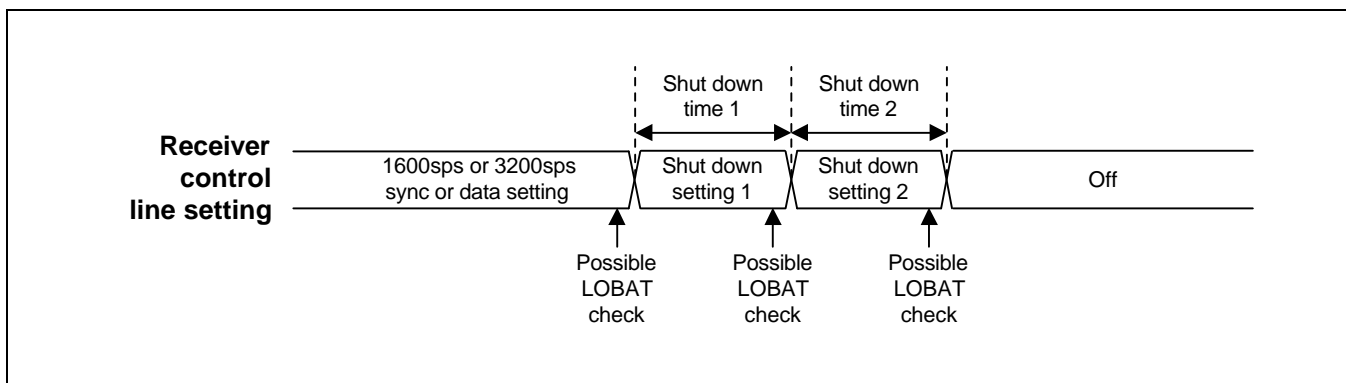 Shut down
time 1
Shut down
time 2
Receiver
control
line setting
1600sps or 3200sps
sync or data setting
Shut down
setting 1
Shut down
setting 2
Off
Possible
LOBAT
check
Possible
LOBAT
check
Possible
LOBAT
check